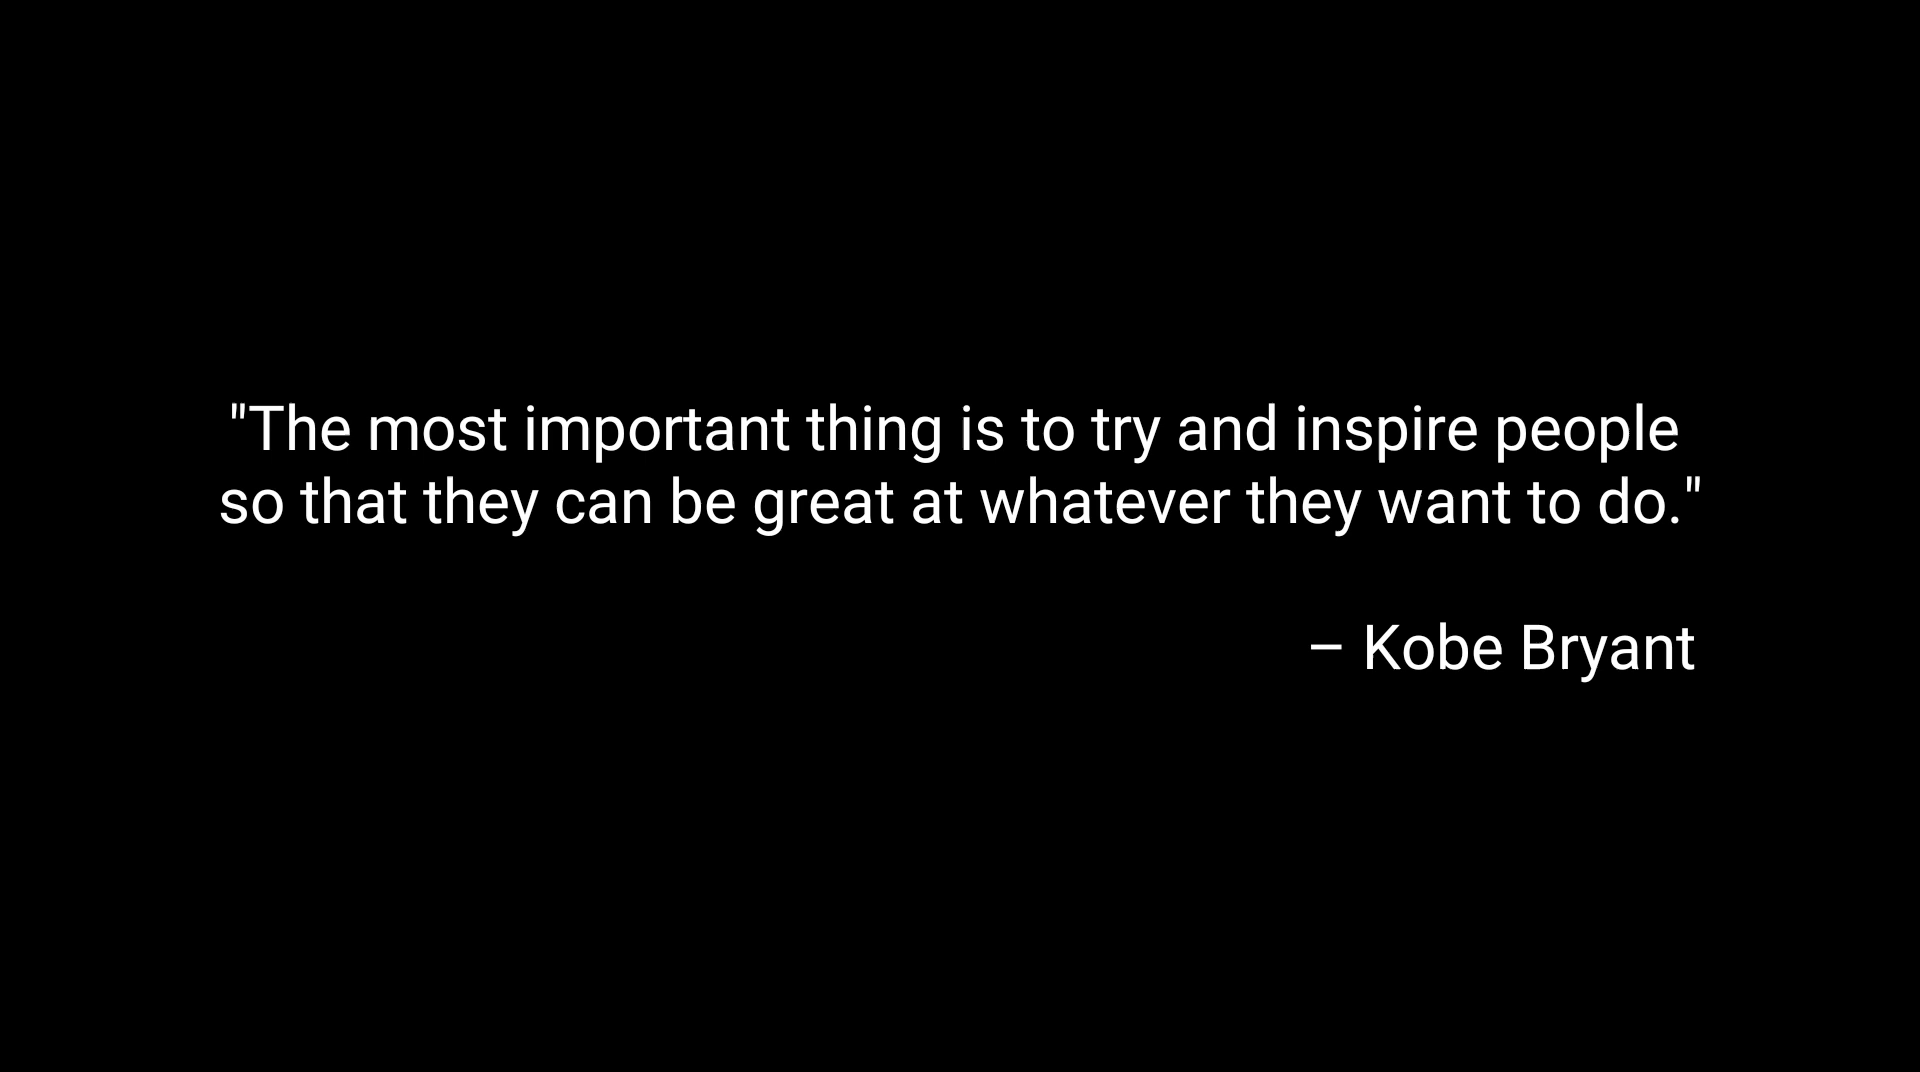 "The most important thing is to try and inspire people
so that they can be great at whatever they want to do."
– Kobe Bryant